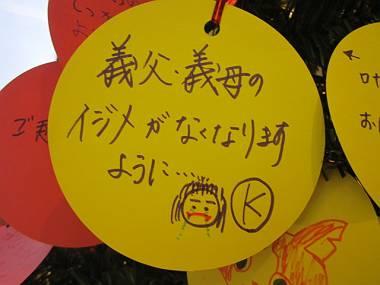 義父・義母の
イジメがなくなります
ように…
K